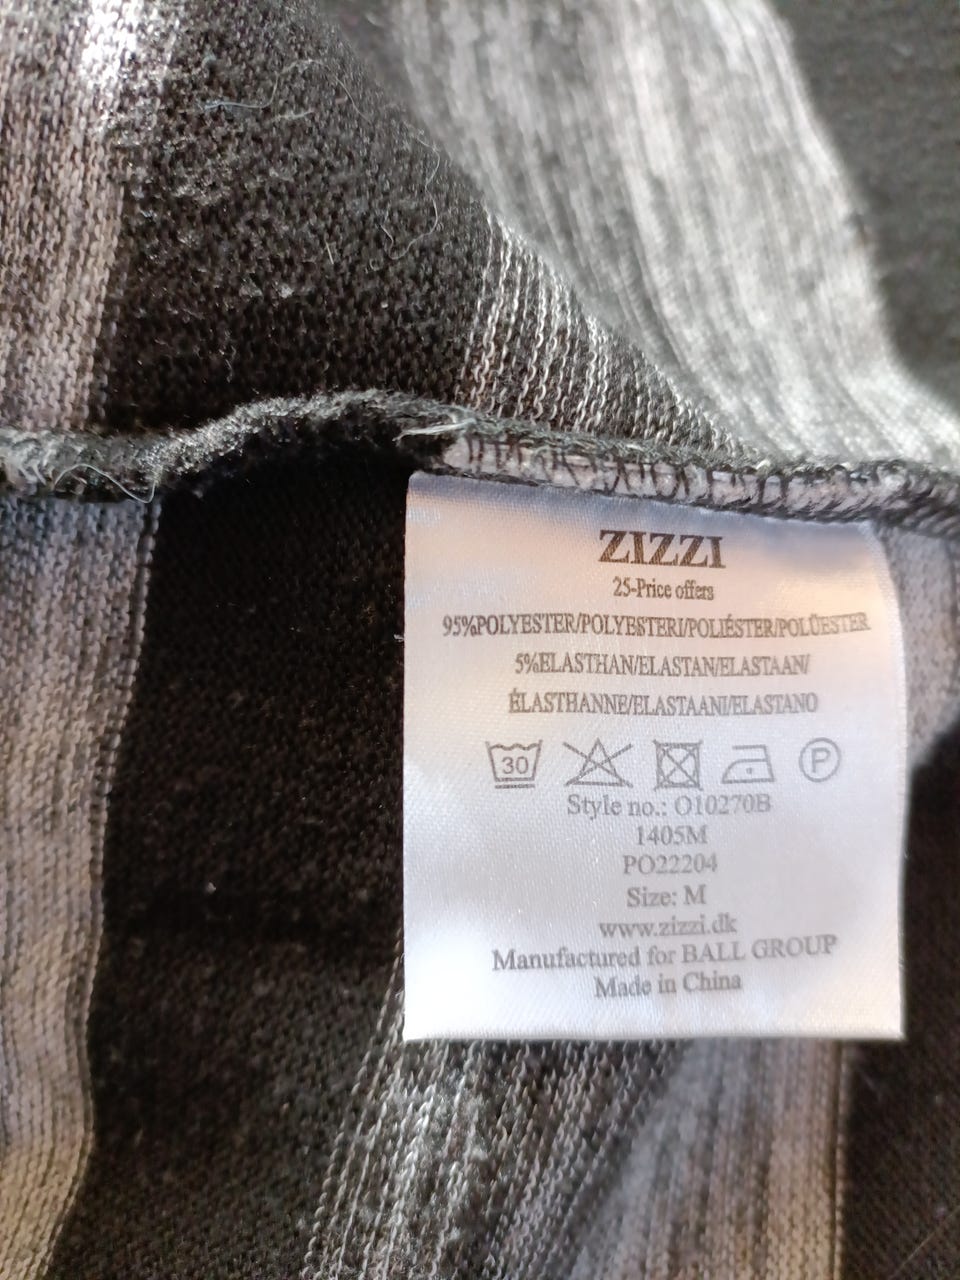 ZIZZI
25-Price offers
95%POLYESTER/POLYESTERI/POLIÉSTER/POLÜESTER
5%ELASTHAN/ELASTAN/ELASTAAN/
ÉLASTHANNE/ELASTAANI/ELASTANO
30 P
Style no.: O10270B
1405M
PO22204
Size: M
www.zizzi.dk
Manufactured for BALL GROUP
Made in China